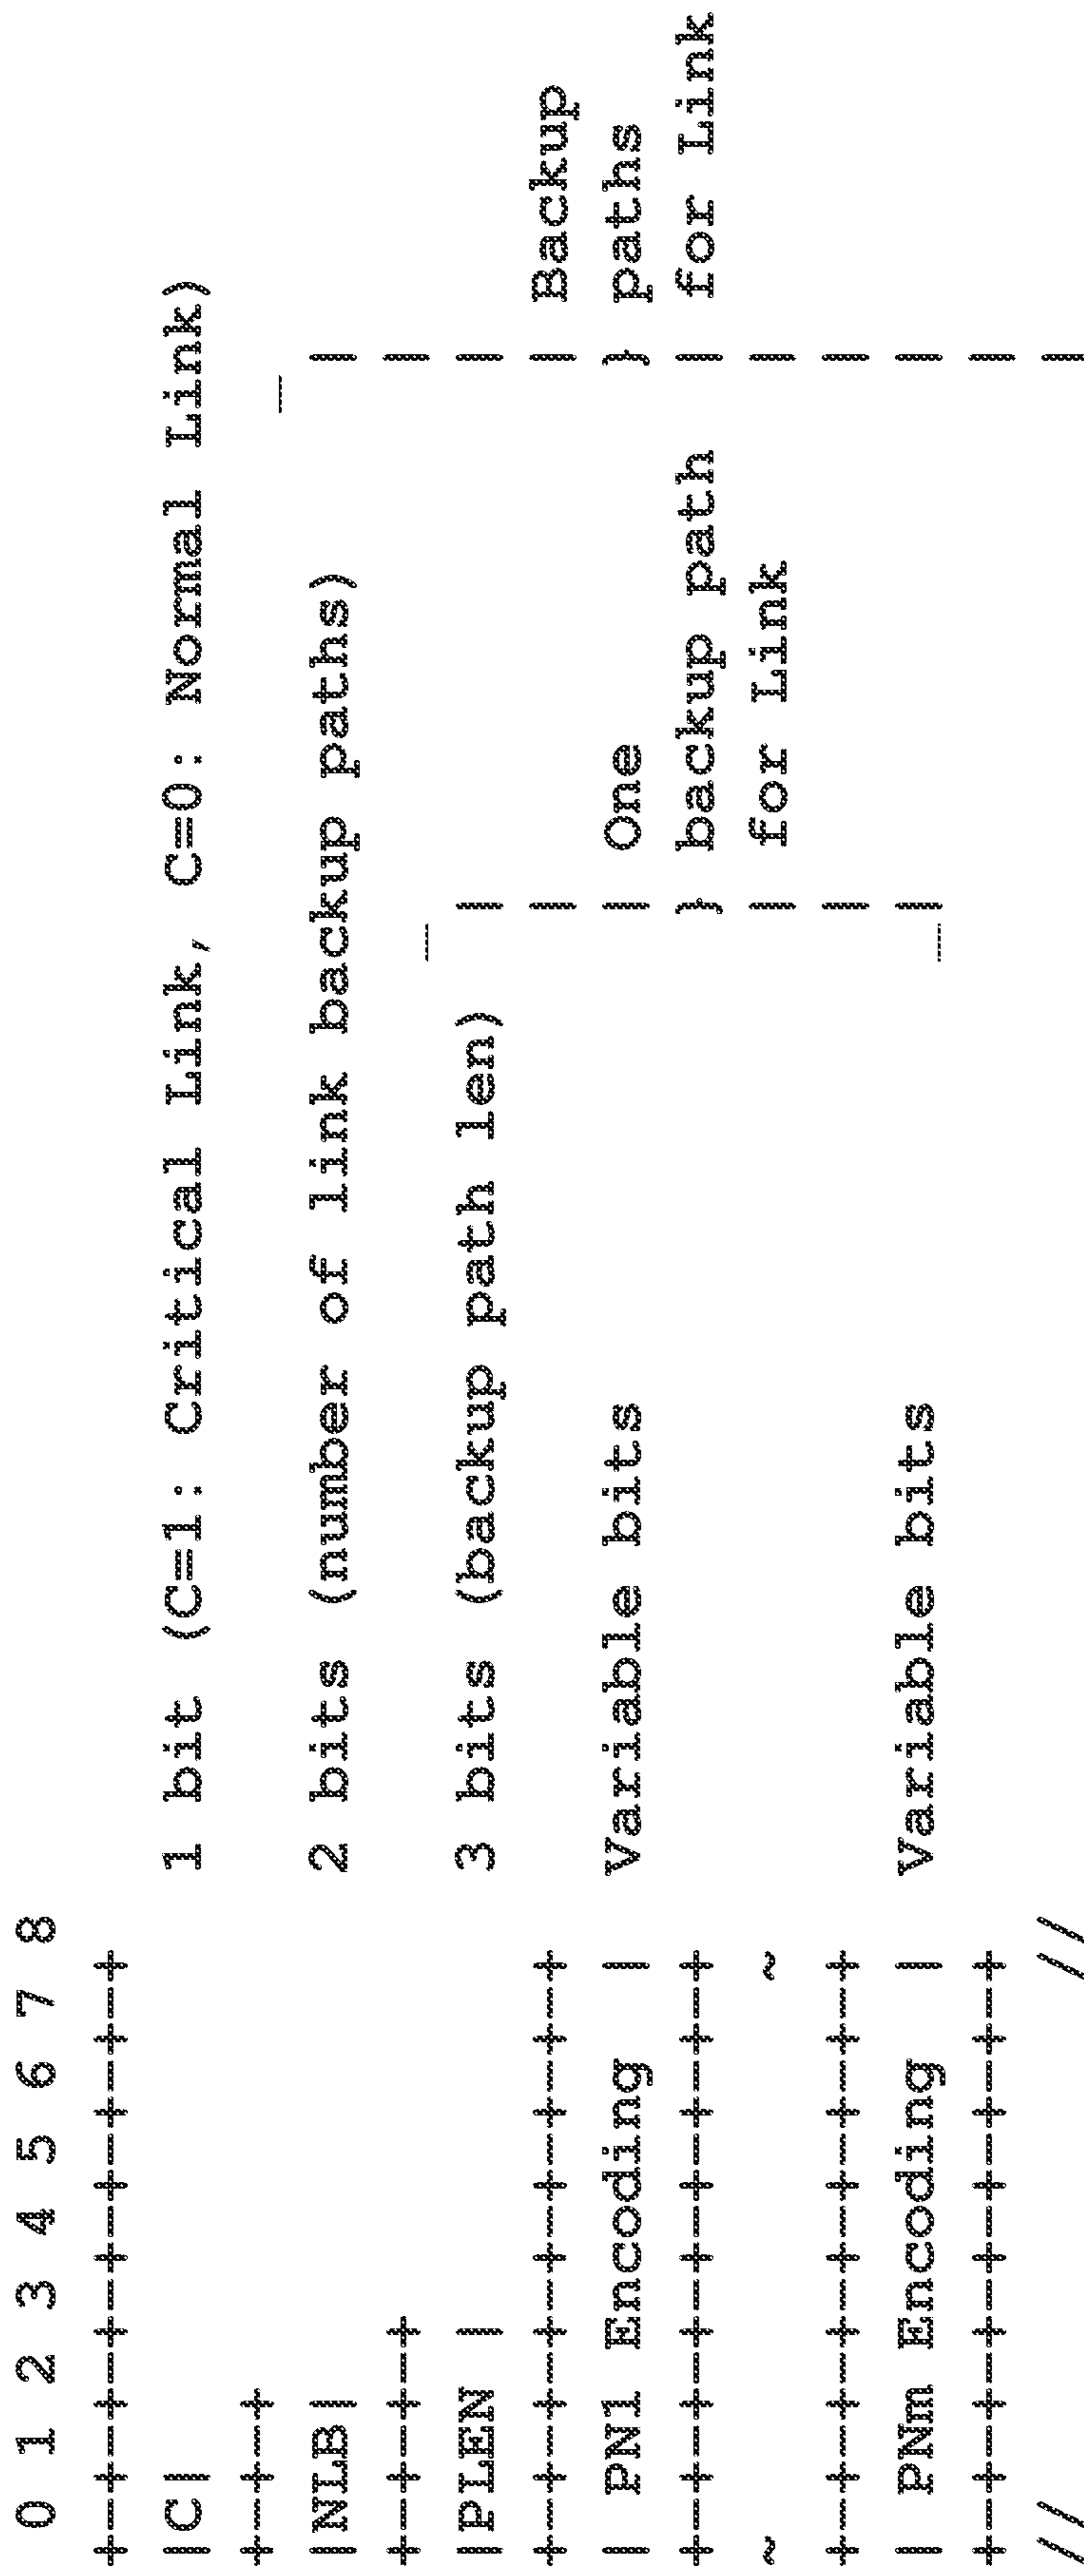 0 1 2 3 4 5 6 7 8
+-+-+-+-+-+-+-+-+
|C|                1 bit (C=1: Critical Link, C=0: Normal Link)
+-+-+                                                      _
|NLB|              2 bits (number of link backup paths)     |
+-+-+-+                                     _               |
|PLEN |            3 bits (backup path len)  |              |
+-+-+-+-+-+-+-+-+                            |              |  Backup
| PN1 Encoding  |  Variable bits             |  One         }  paths
+-+-+-+-+-+-+-+-+                            }  backup path |  for Link
~               ~                            |  for Link    |
+-+-+-+-+-+-+-+-+                            |              |
| PNm Encoding  |  Variable bits            _|              |
+-+-+-+-+-+-+-+-+                                           |
//             //                                          _|